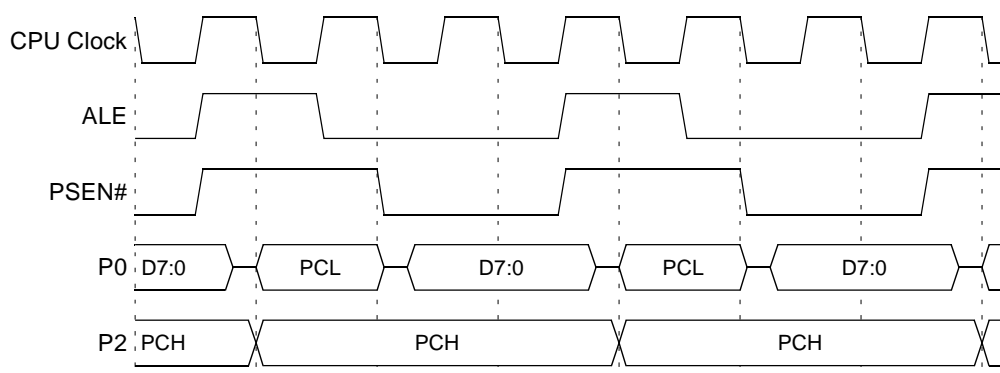 CPU Clock
ALE
PSEN#
P0 D7:0 PCL D7:0 PCL D7:0
P2 PCH PCH PCH